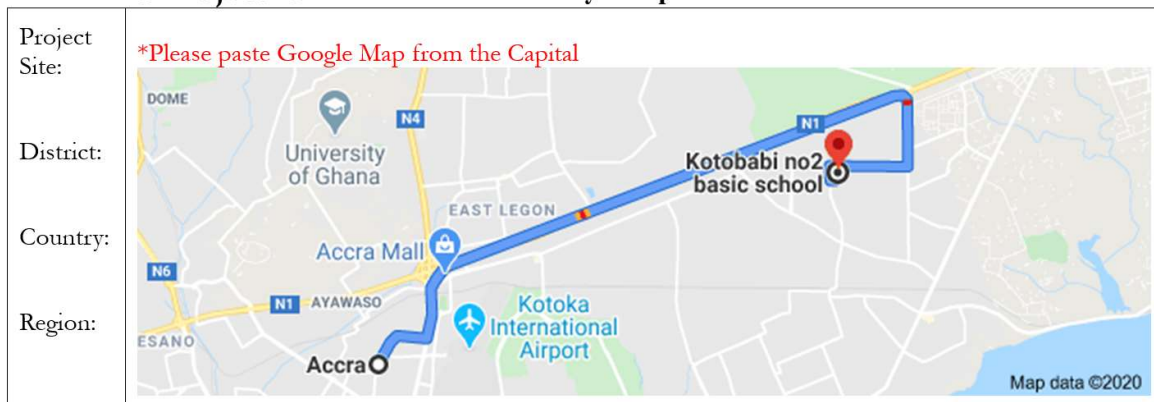 Project
Site:
*Please paste Google Map from the Capital
District:
Country:
Region:
DOME
N4
University
of Ghana
N1
Kotobabi no2
basic school
EAST LEGON
Accra Mall
N6
N1
AYAWASO
Kotoka
International
Airport
ESANO
Accra
Map data ©2020